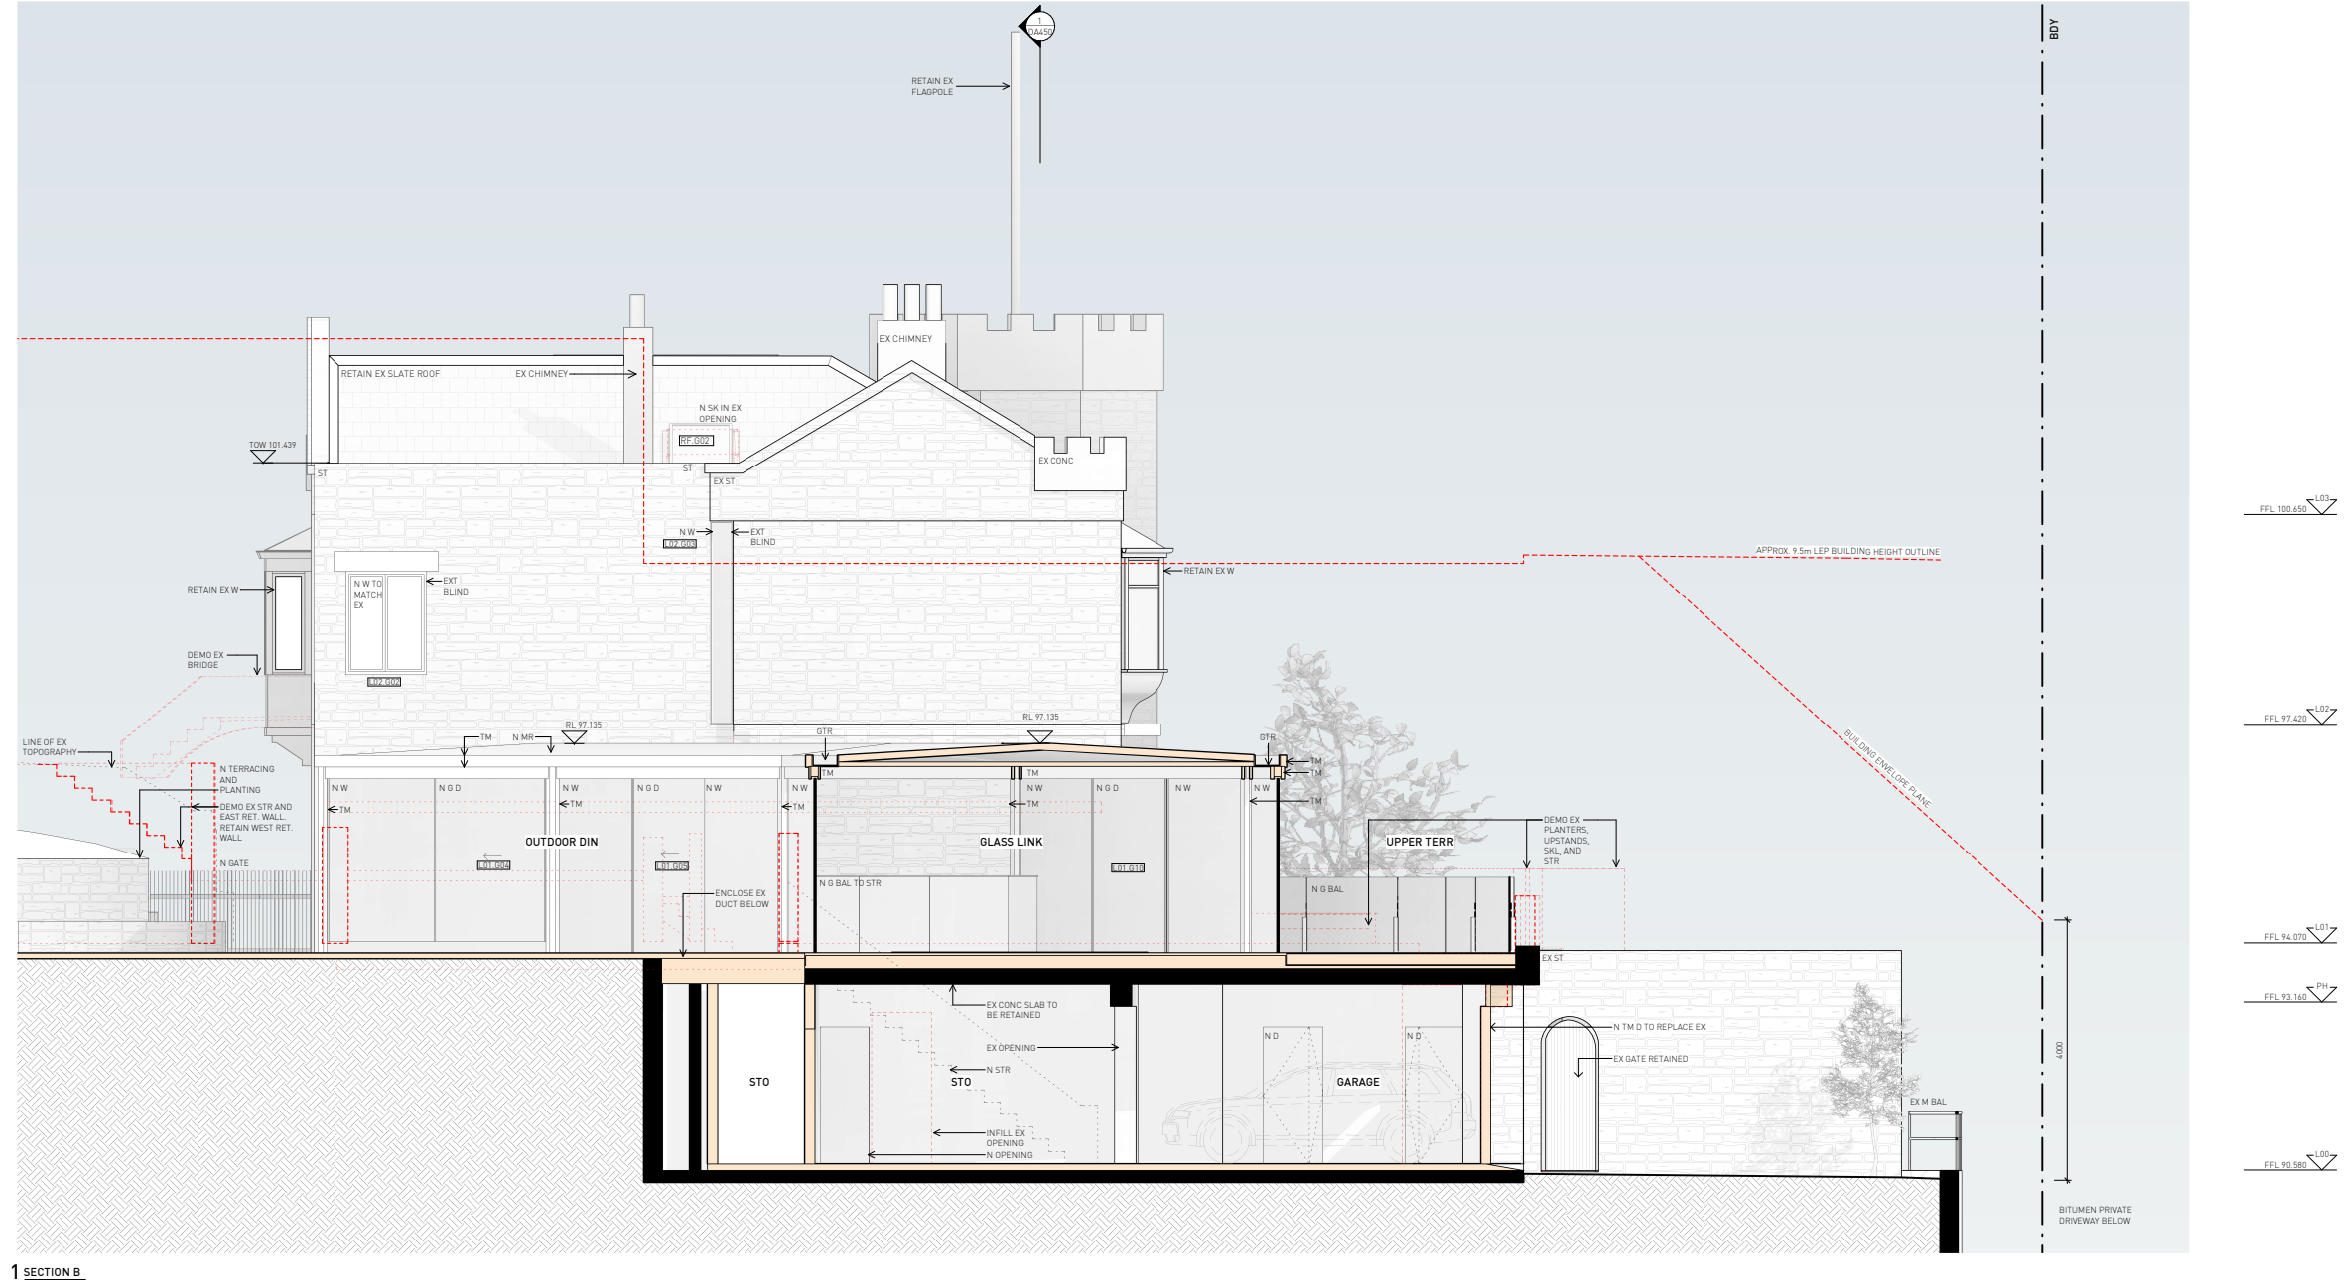 1
DA450
BDY
RETAIN EX
FLAGPOLE
EX CHIMNEY
RETAIN EX SLATE ROOF
EX CHIMNEY
N SK IN EX
OPENING
RF.G02
TOW 101.439
ST
ST
EX ST
EX CONC
L03
FFL 100.650
N W
EXT
BLIND
L02.G03
APPROX. 9.5m LEP BUILDING HEIGHT OUTLINE
RETAIN EX W
N W TO
MATCH
EX
EXT
BLIND
RETAIN EX W
DEMO EX
BRIDGE
L02.G02
L02
FFL 97.420
RL 97.135
RL 97.135
TM
N MR
GTR
GTR
LINE OF EX
TOPOGRAPHY
BUILDING ENVELOPE PLANE
N TERRACING
AND
PLANTING
TM
TM
TM
TM
N W
N G D
N W
N G D
N W
N W
N W
N G D
N W
N W
DEMO EX STR AND
EAST RET. WALL.
RETAIN WEST RET.
WALL
TM
TM
TM
TM
TM
DEMO EX
PLANTERS,
UPSTANDS,
SKL, AND
STR
OUTDOOR DIN
GLASS LINK
UPPER TERR
N GATE
L01.G04
L01.G05
L01.G10
N G BAL TO STR
N G BAL
ENCLOSE EX
DUCT BELOW
L01
FFL 94.070
EX ST
PH
FFL 93.160
EX CONC SLAB TO
BE RETAINED
N TM D TO REPLACE EX
N D
N D
EX OPENING
EX GATE RETAINED
4000
N STR
STO
STO
GARAGE
EX M BAL
INFILL EX
OPENING
N OPENING
L00
FFL 90.580
BITUMEN PRIVATE
DRIVEWAY BELOW
1 SECTION B